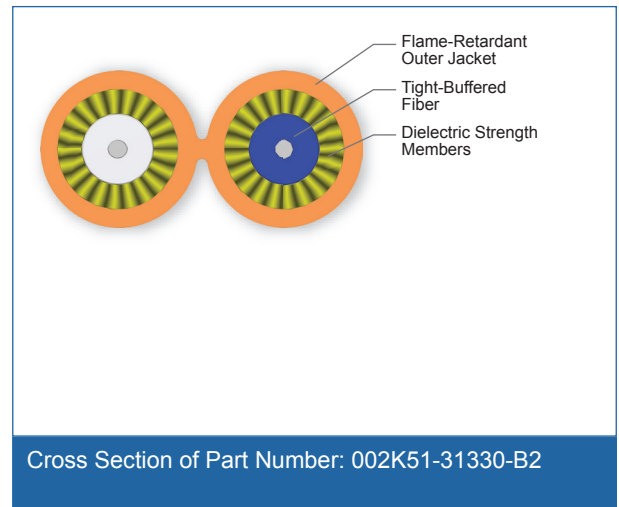 Flame-Retardant
Outer Jacket
Tight-Buffered
Fiber
Dielectric Strength
Members
Cross Section of Part Number: 002K51-31330-B2